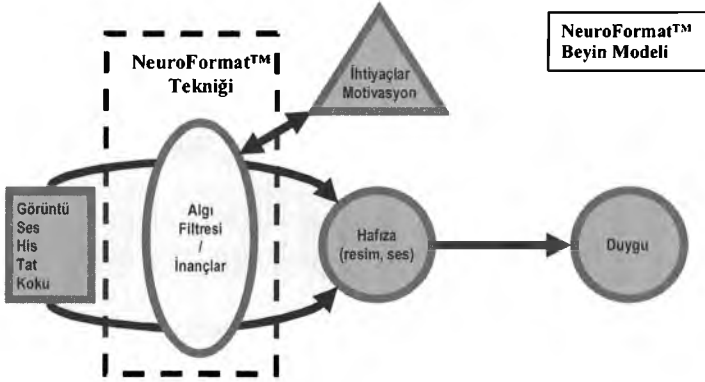 NeuroFormat™
Tekniği
İhtiyaçlar
Motivasyon
NeuroFormat™
Beyin Modeli
Görüntü
Ses
His
Tat
Koku
Algı
Filtresi
/
İnançlar
Hafıza
(resim, ses)
Duygu